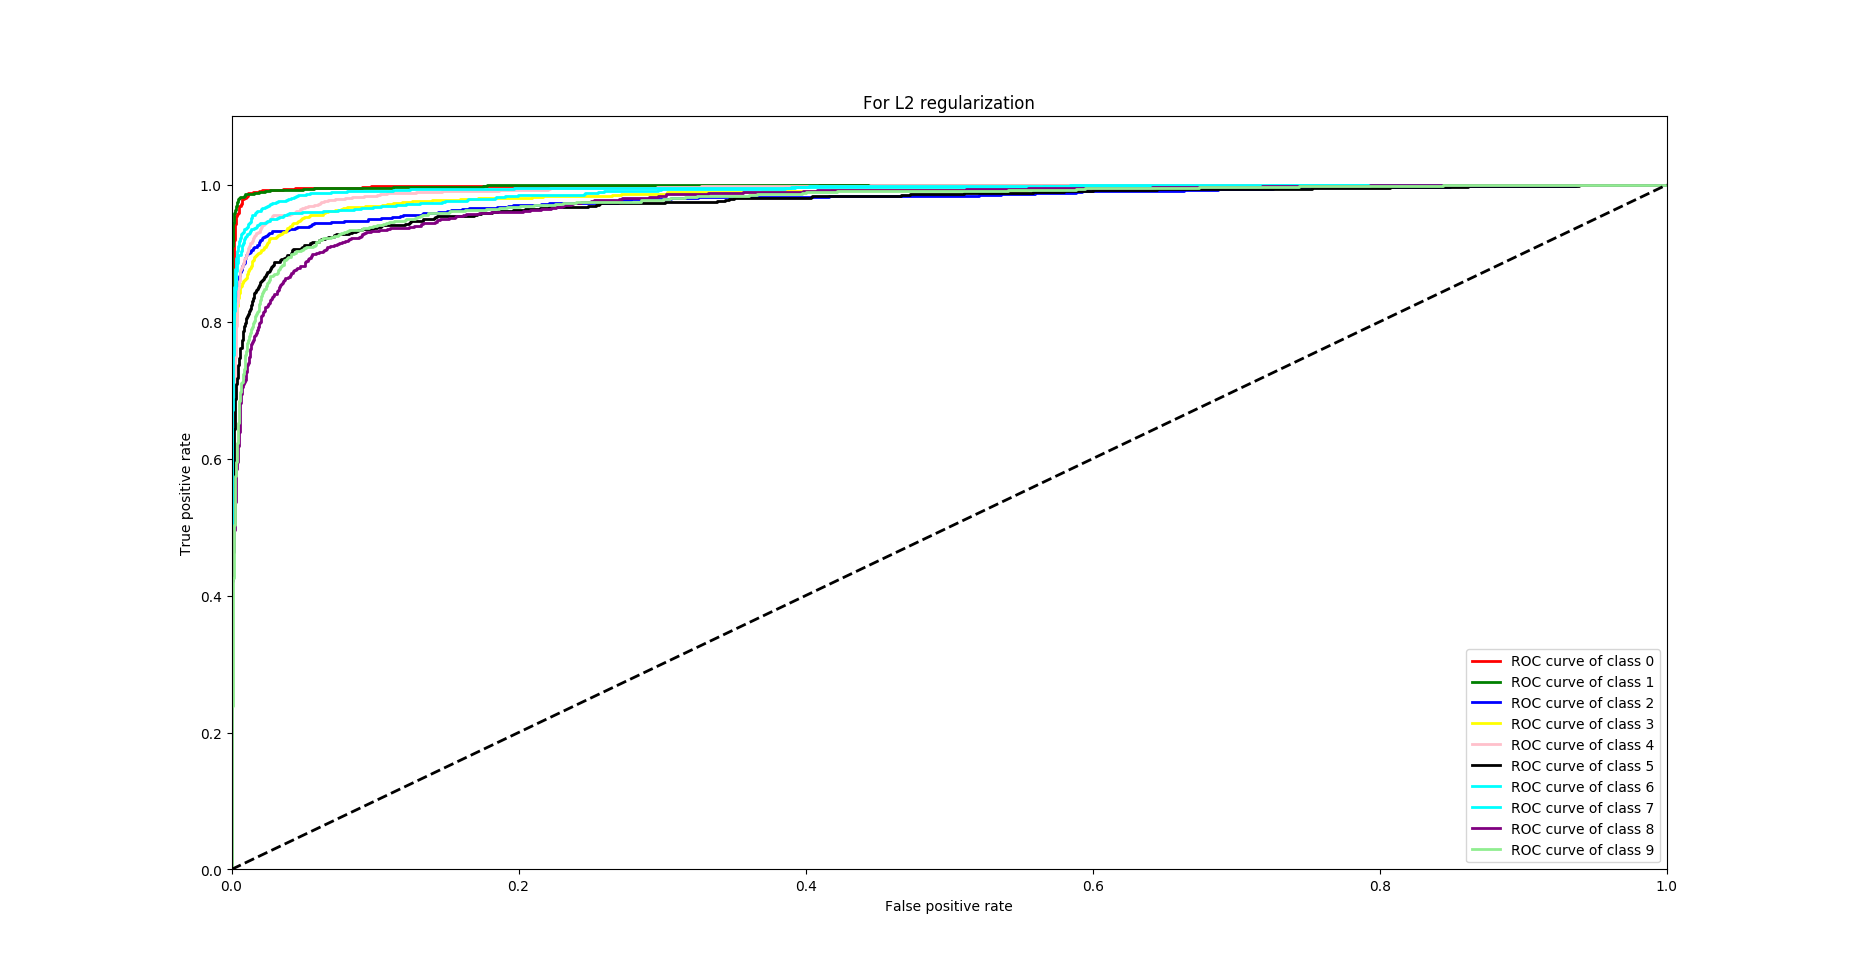 For L2 regularization
1.0
0.8
0.6
0.4
0.2
0.0
True positive rate
0.0 0.2 0.4 0.6 0.8 1.0
False positive rate
ROC curve of class 0
ROC curve of class 1
ROC curve of class 2
ROC curve of class 3
ROC curve of class 4
ROC curve of class 5
ROC curve of class 6
ROC curve of class 7
ROC curve of class 8
ROC curve of class 9